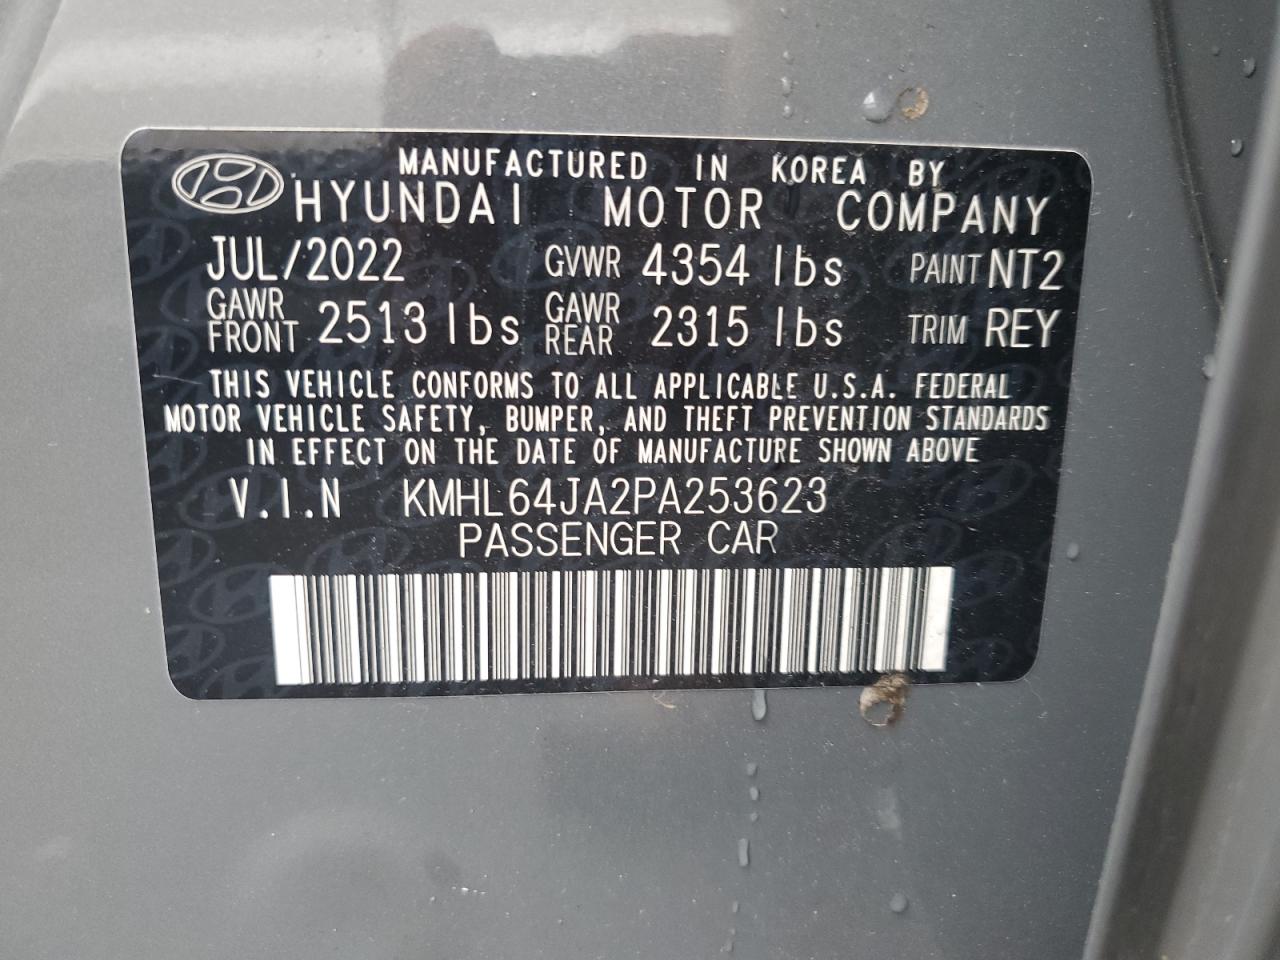 MANUFACTURED IN KOREA BY
HYUNDAI MOTOR COMPANY
JUL/2022 GVWR 4354 lbs PAINT NT2
GAWR FRONT 2513 lbs GAWR REAR 2315 lbs TRIM REY
THIS VEHICLE CONFORMS TO ALL APPLICABLE U.S.A. FEDERAL
MOTOR VEHICLE SAFETY, BUMPER, AND THEFT PREVENTION STANDARDS
IN EFFECT ON THE DATE OF MANUFACTURE SHOWN ABOVE
V.I.N KMHL64JA2PA253623
PASSENGER CAR